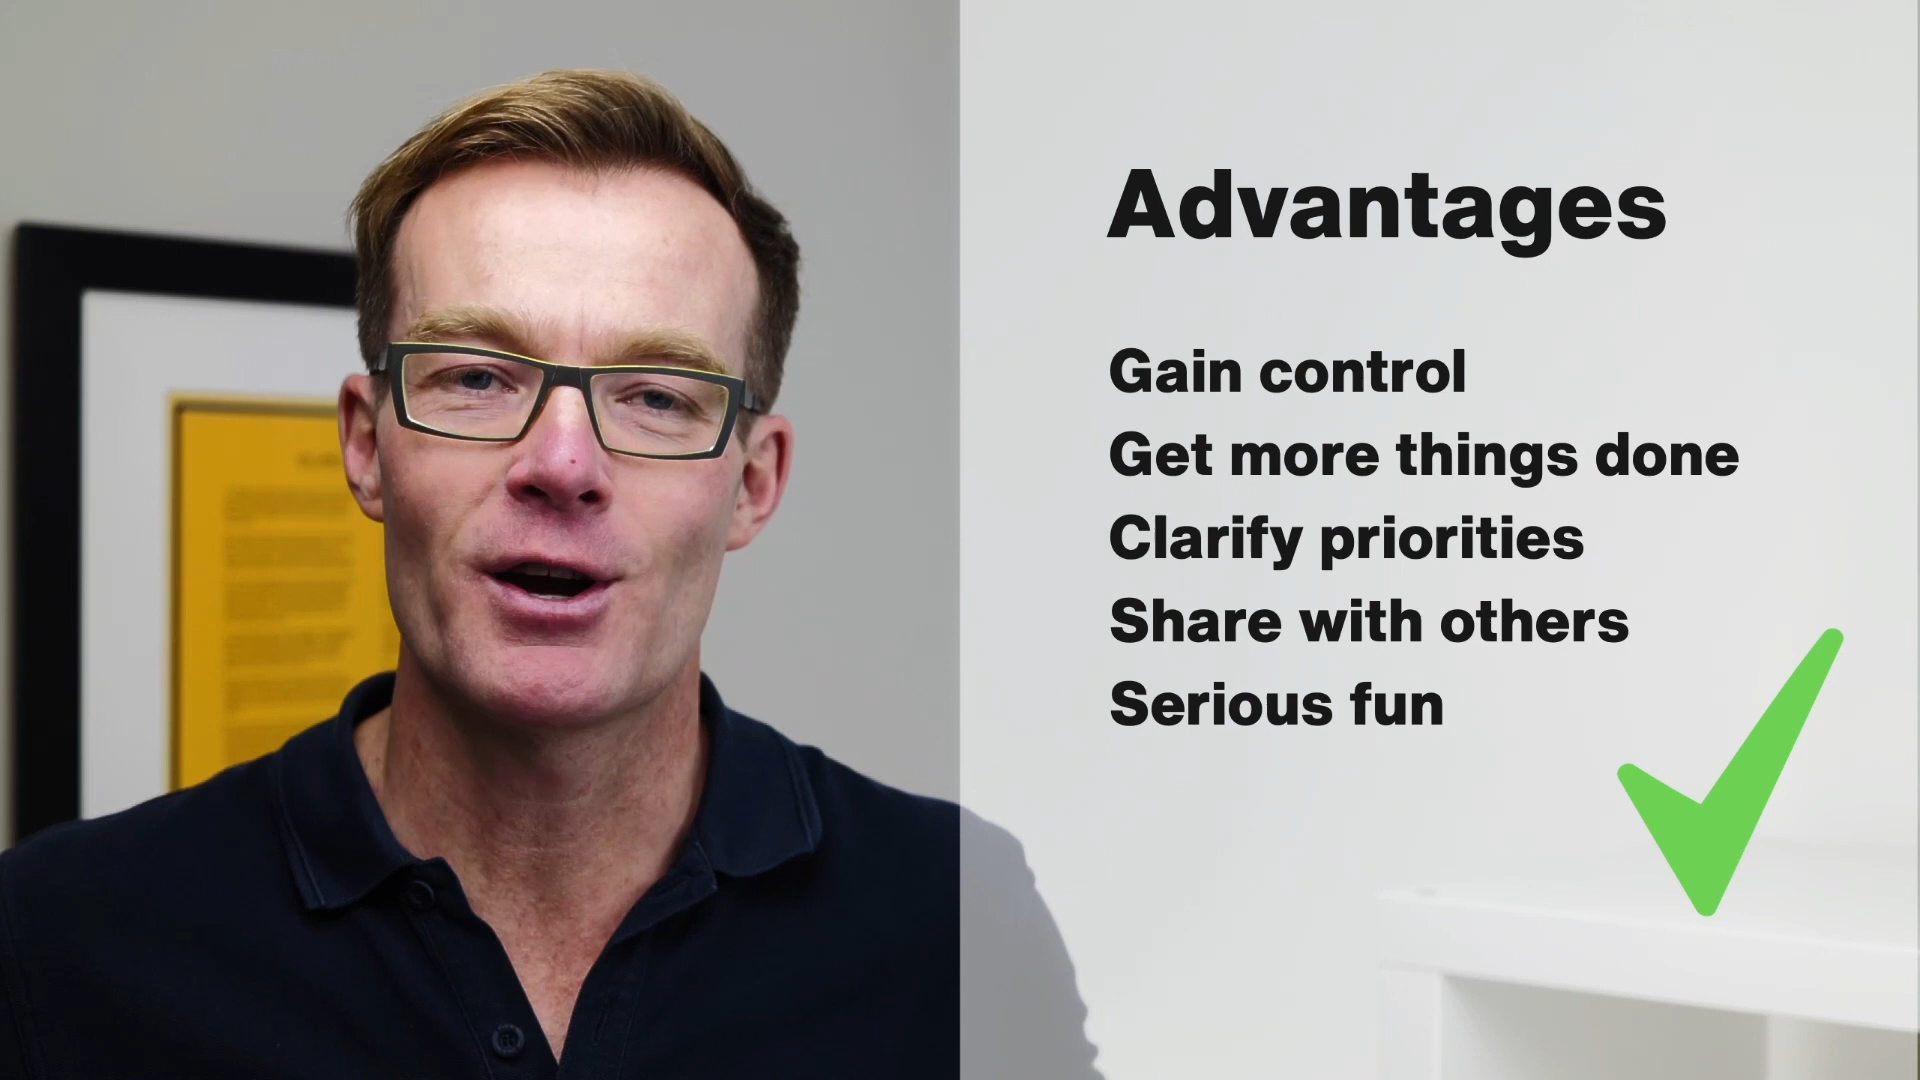 Advantages
Gain control
Get more things done
Clarify priorities
Share with others
Serious fun